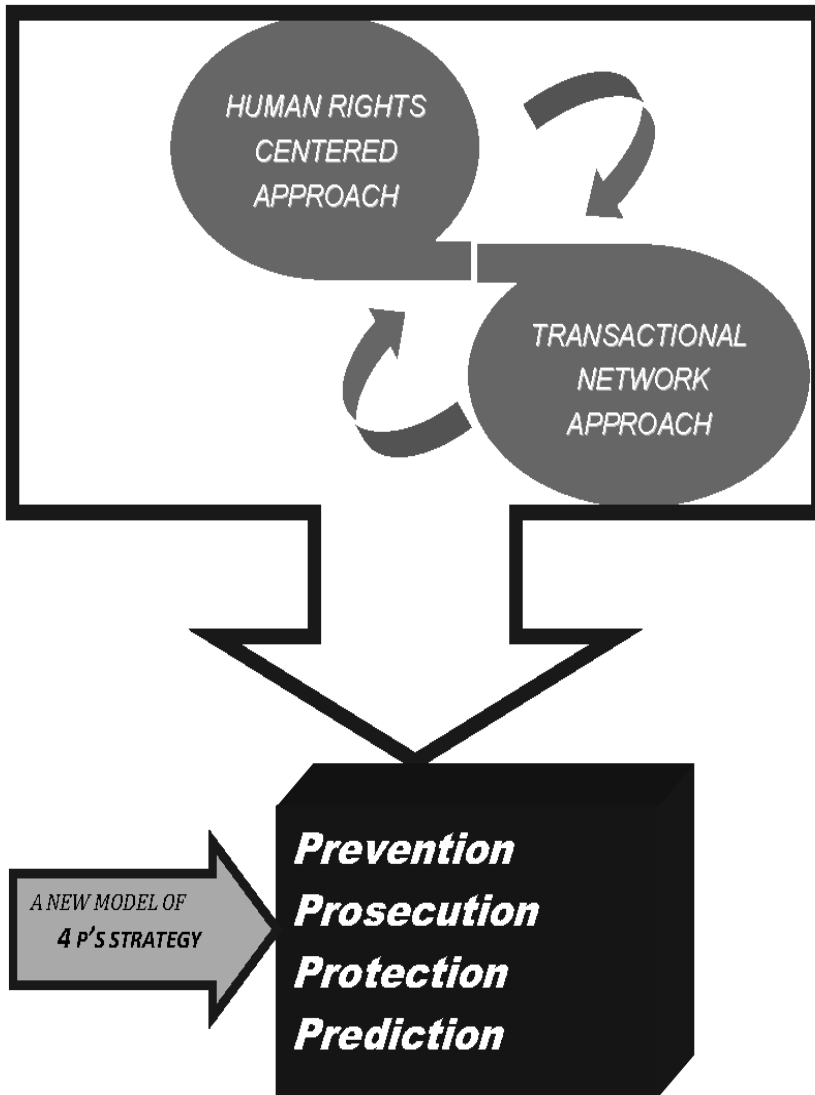 HUMAN RIGHTS
CENTERED
APPROACH
TRANSACTIONAL
NETWORK
APPROACH
A NEW MODEL OF
4 P'S STRATEGY
Prevention
Prosecution
Protection
Prediction